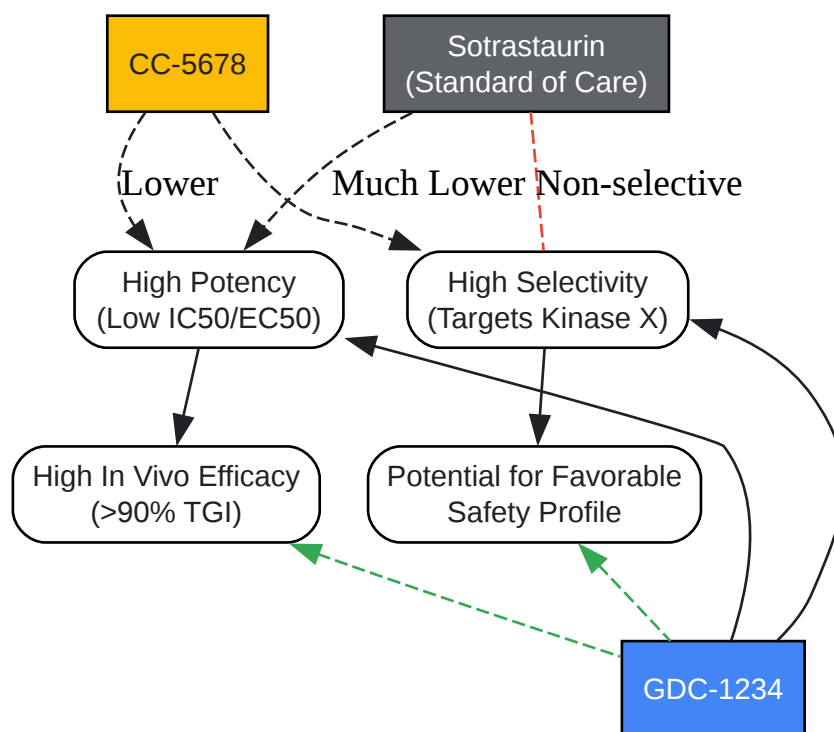 CC-5678
Sotrastaurin
(Standard of Care)
Lower
Much Lower
Non-selective
High Potency
(Low IC50/EC50)
High Selectivity
(Targets Kinase X)
High In Vivo Efficacy
(>90% TGI)
Potential for Favorable
Safety Profile
GDC-1234